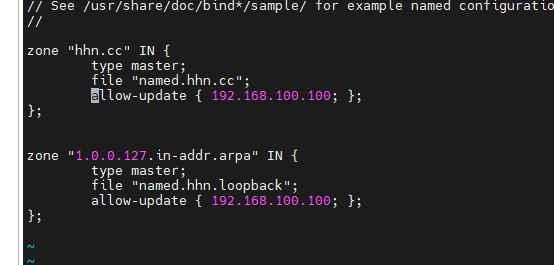 // See /usr/share/doc/bind*/sample/ for example named configuratio
//
zone "hhn.cc" IN {
type master;
file "named.hhn.cc";
allow-update { 192.168.100.100; };
};
zone "1.0.0.127.in-addr.arpa" IN {
type master;
file "named.hhn.loopback";
allow-update { 192.168.100.100; };
};
~
~